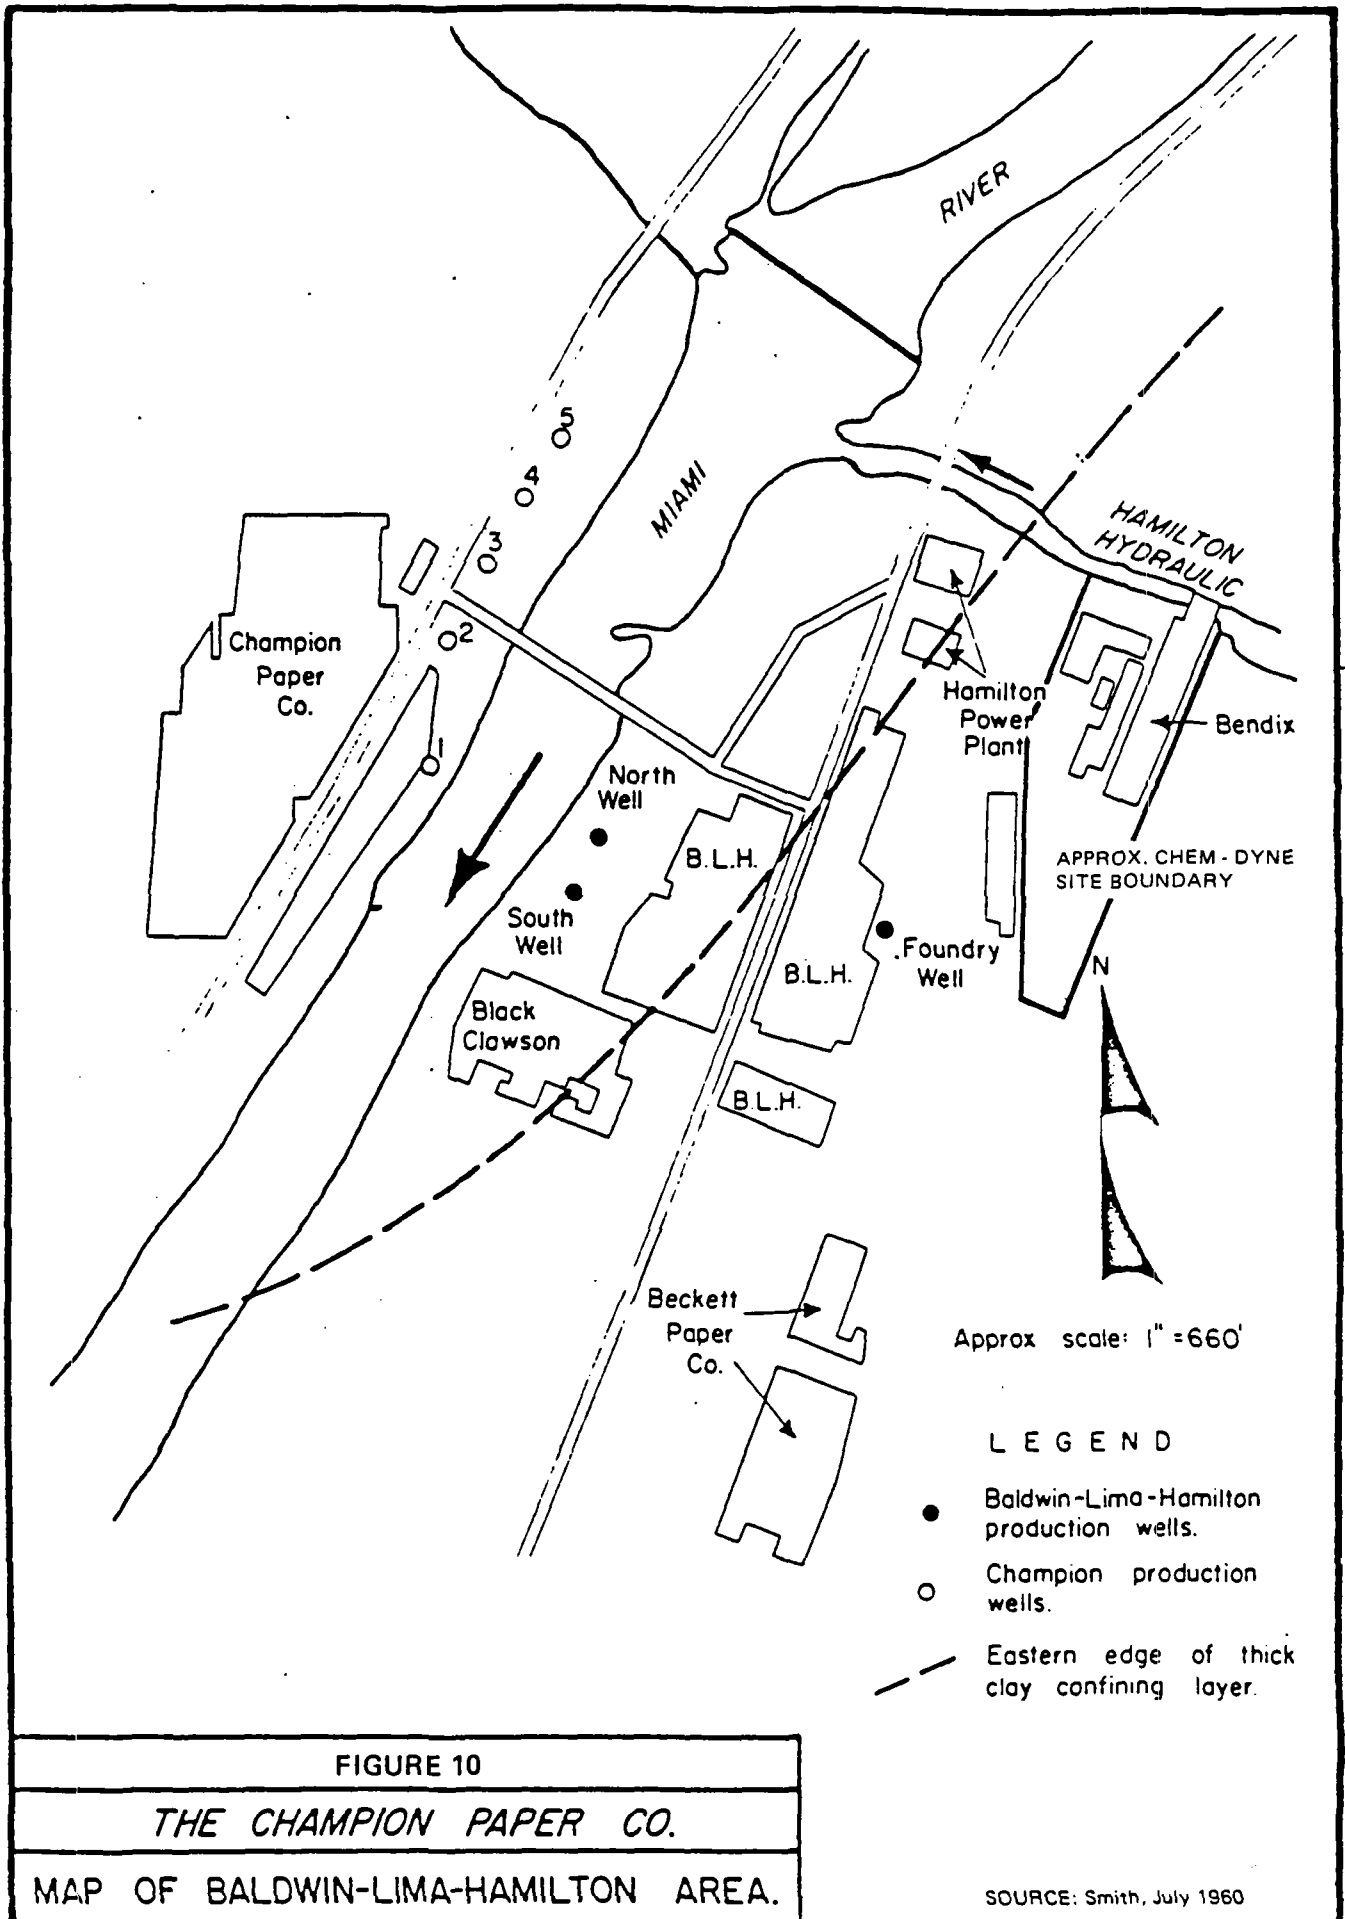 RIVER
MIAMI
5
4
3
2
1
HAMILTON
HYDRAULIC
Champion
Paper
Co.
Hamilton
Power
Plant
Bendix
North
Well
South
Well
B.L.H.
B.L.H.
B.L.H.
APPROX. CHEM-DYNE
SITE BOUNDARY
Foundry
Well
Black
Clawson
N
Beckett
Paper
Co.
Approx scale: 1" = 660'
LEGEND
Baldwin-Lima-Hamilton
production wells.
Champion production
wells.
Eastern edge of thick
clay confining layer.
FIGURE 10
THE CHAMPION PAPER CO.
MAP OF BALDWIN-LIMA-HAMILTON AREA.
SOURCE: Smith, July 1960